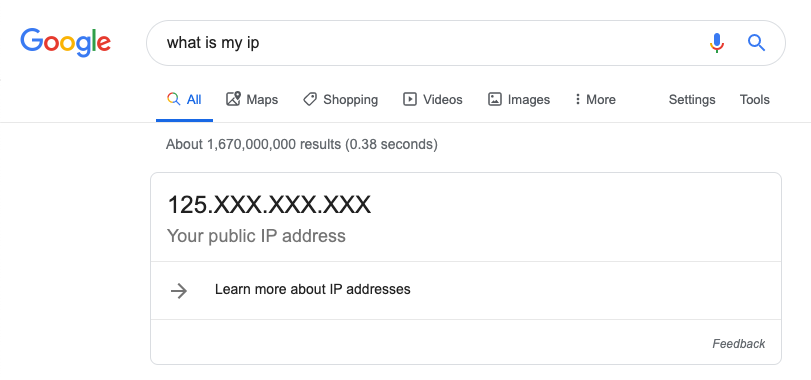 Google what is my ip
All Maps Shopping Videos Images More Settings Tools
About 1,670,000,000 results (0.38 seconds)
125.XXX.XXX.XXX
Your public IP address
Learn more about IP addresses
Feedback